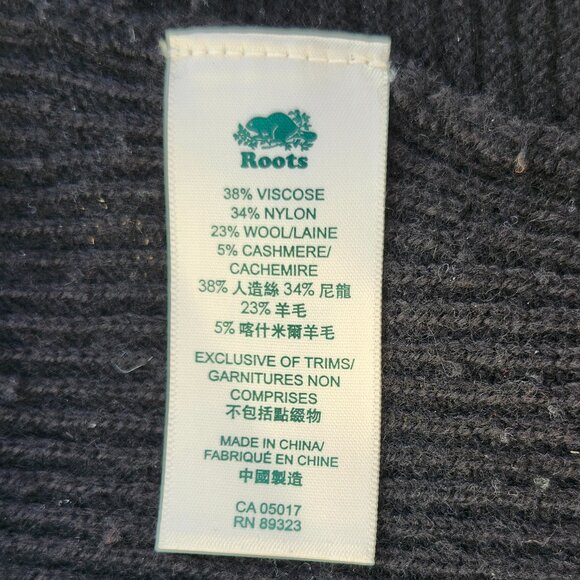 Roots
38% VISCOSE
34% NYLON
23% WOOL/LAINE
5% CASHMERE/
CACHEMIRE
38% 人造絲 34% 尼龍
23% 羊毛
5% 喀什米爾羊毛
EXCLUSIVE OF TRIMS/
GARNITURES NON
COMPRISES
不包括點綴物
MADE IN CHINA/
FABRIQUÉ EN CHINE
中國製造
CA 05017
RN 89323